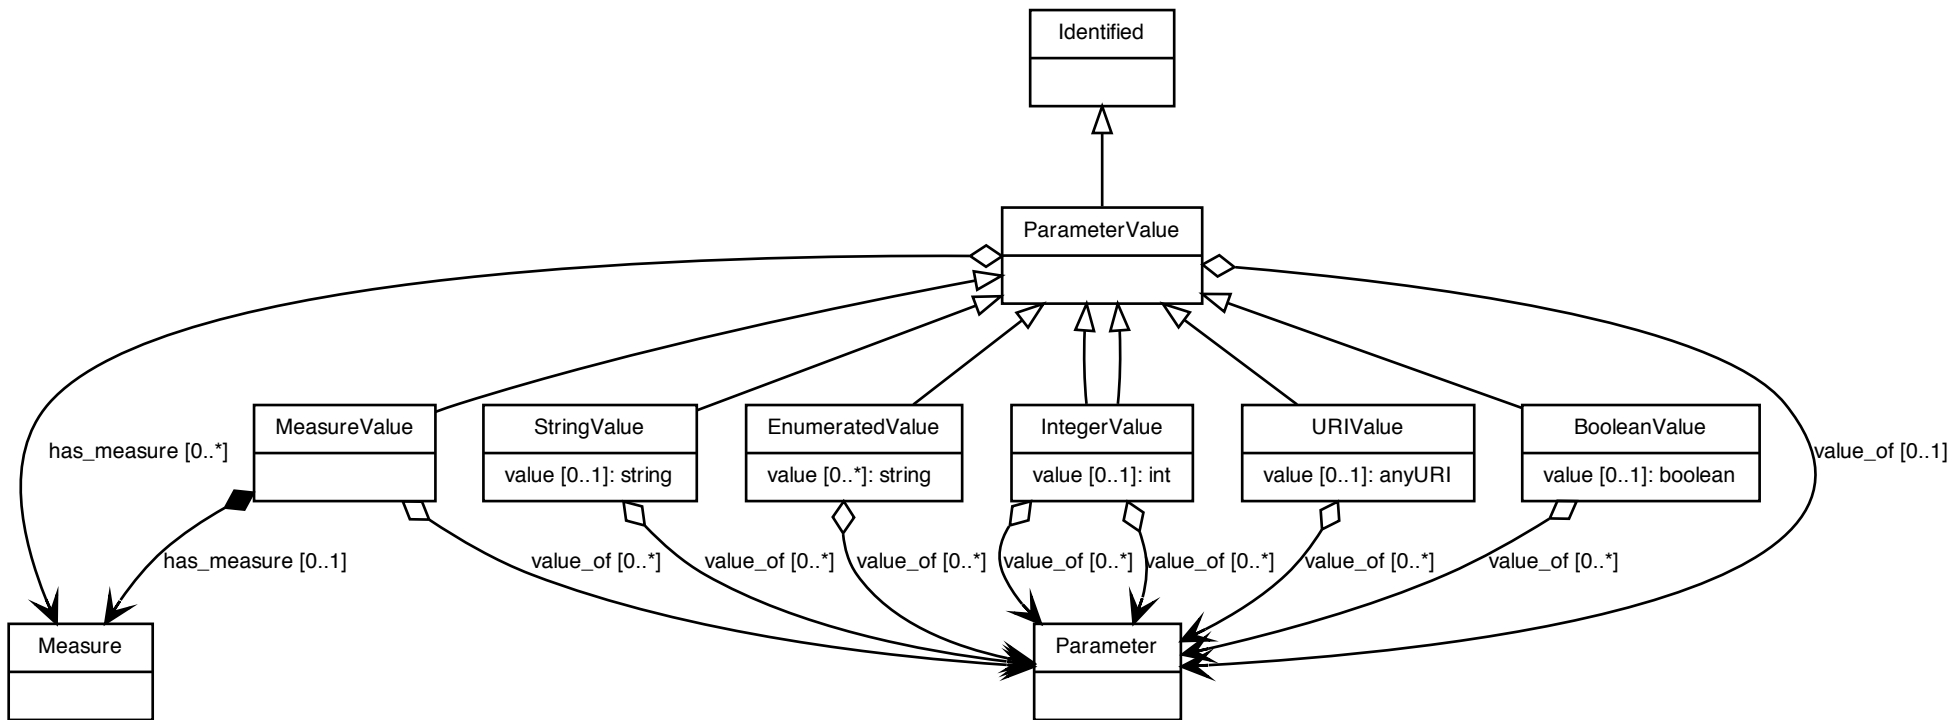 Identified
ParameterValue
MeasureValue
StringValue
value [0..1]: string
EnumeratedValue
value [0..*]: string
IntegerValue
value [0..1]: int
URIValue
value [0..1]: anyURI
BooleanValue
value [0..1]: boolean
has_measure [0..*]
value_of [0..1]
has_measure [0..1]
value_of [0..*]
value_of [0..*]
value_of [0..*]
value_of [0..*]
value_of [0..*]
value_of [0..*]
value_of [0..*]
Measure
Parameter